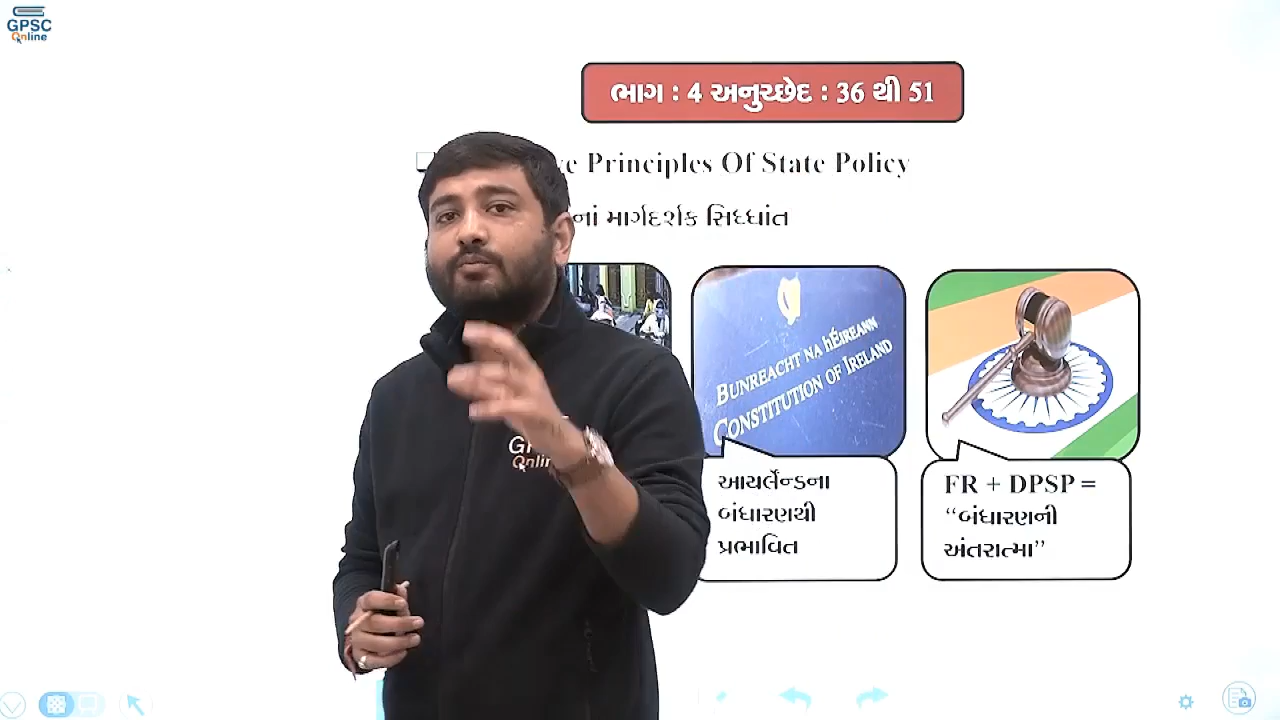 GPSC
Online
ભાગ : 4 અનુચ્છેદ : 36 થી 51
Principles Of State Policy
માર્ગદર્શક સિધ્ધાંત
BUNREACHT NA hÉIREANN
CONSTITUTION OF IRELAND
આયર્લેન્ડના
બંધારણથી
પ્રભાવિત
FR + DPSP =
“બંધારણની
અંતરાત્મા”